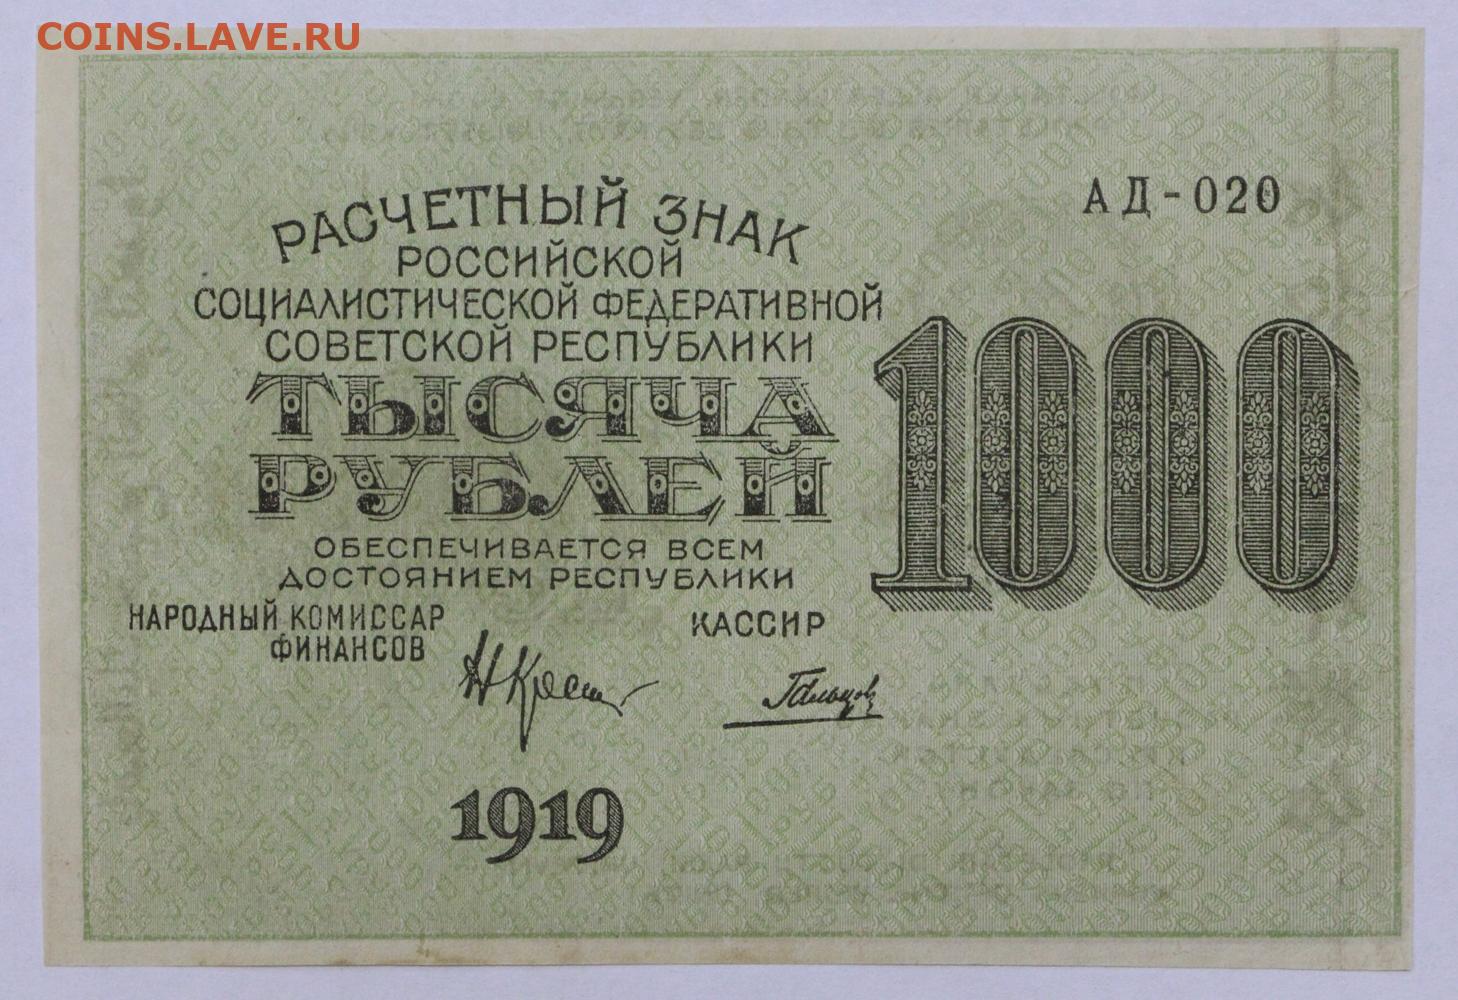 COINS.LAVE.RU
АД-020
РАСЧЕТНЫЙ ЗНАК
РОССИЙСКОЙ
СОЦИАЛИСТИЧЕСКОЙ ФЕДЕРАТИВНОЙ
СОВЕТСКОЙ РЕСПУБЛИКИ
ТЫСЯЧА
РУБЛЕЙ
1000
ОБЕСПЕЧИВАЕТСЯ ВСЕМ
ДОСТОЯНИЕМ РЕСПУБЛИКИ
НАРОДНЫЙ КОМИССАР
ФИНАНСОВ
КАССИР
1919